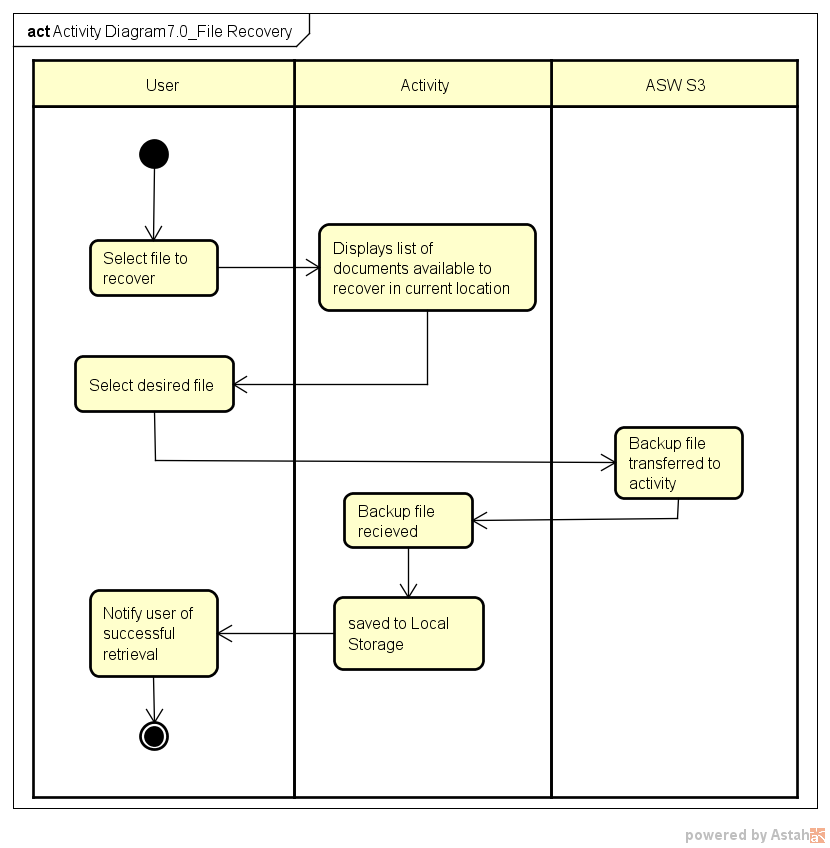 act Activity Diagram7.0_File Recovery
User
Activity
ASW S3
Select file to
recover
Displays list of
documents available to
recover in current location
Select desired file
Backup file
transferred to
activity
Backup file
recieved
saved to Local
Storage
Notify user of
successful
retrieval
powered by Astah